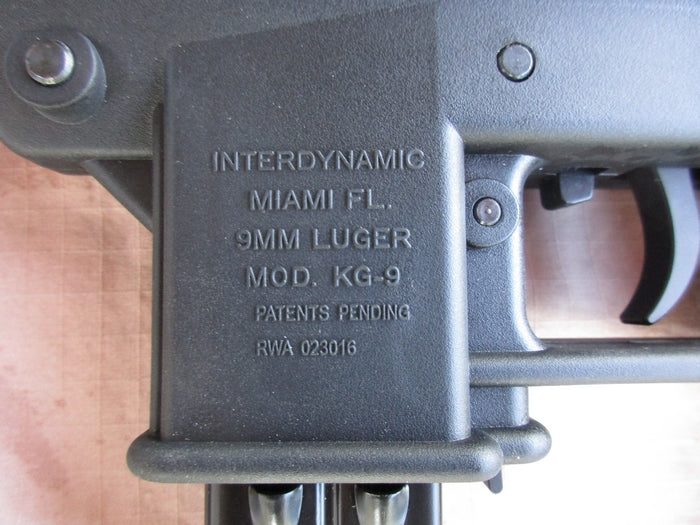 INTERDYNAMIC
MIAMI FL.
9MM LUGER
MOD. KG-9
PATENTS PENDING
RWA 023016